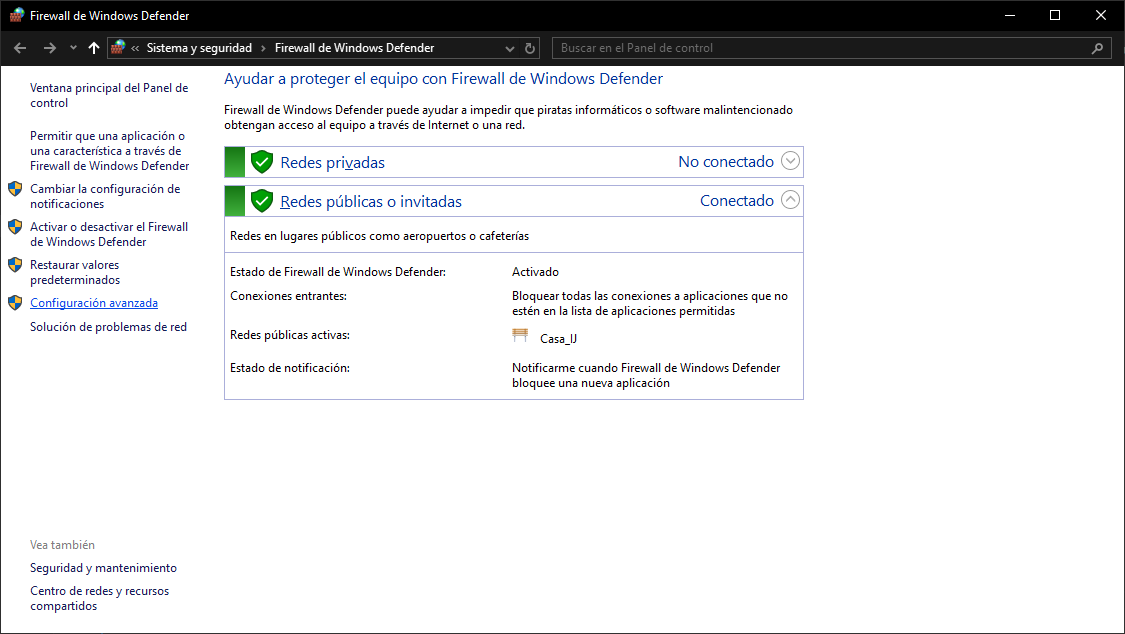 Firewall de Windows Defender
« Sistema y seguridad › Firewall de Windows Defender
Buscar en el Panel de control
Ventana principal del Panel de
control
Permitir que una aplicación o
una característica a través de
Firewall de Windows Defender
Cambiar la configuración de
notificaciones
Activar o desactivar el Firewall
de Windows Defender
Restaurar valores
predeterminados
Configuración avanzada
Solución de problemas de red
Ayudar a proteger el equipo con Firewall de Windows Defender
Firewall de Windows Defender puede ayudar a impedir que piratas informáticos o software malintencionado
obtengan acceso al equipo a través de Internet o una red.
Redes privadas No conectado
Redes públicas o invitadas Conectado
Redes en lugares públicos como aeropuertos o cafeterías
Estado de Firewall de Windows Defender: Activado
Conexiones entrantes: Bloquear todas las conexiones a aplicaciones que no
estén en la lista de aplicaciones permitidas
Redes públicas activas: Casa_IJ
Estado de notificación: Notificarme cuando Firewall de Windows Defender
bloquee una nueva aplicación
Vea también
Seguridad y mantenimiento
Centro de redes y recursos
compartidos